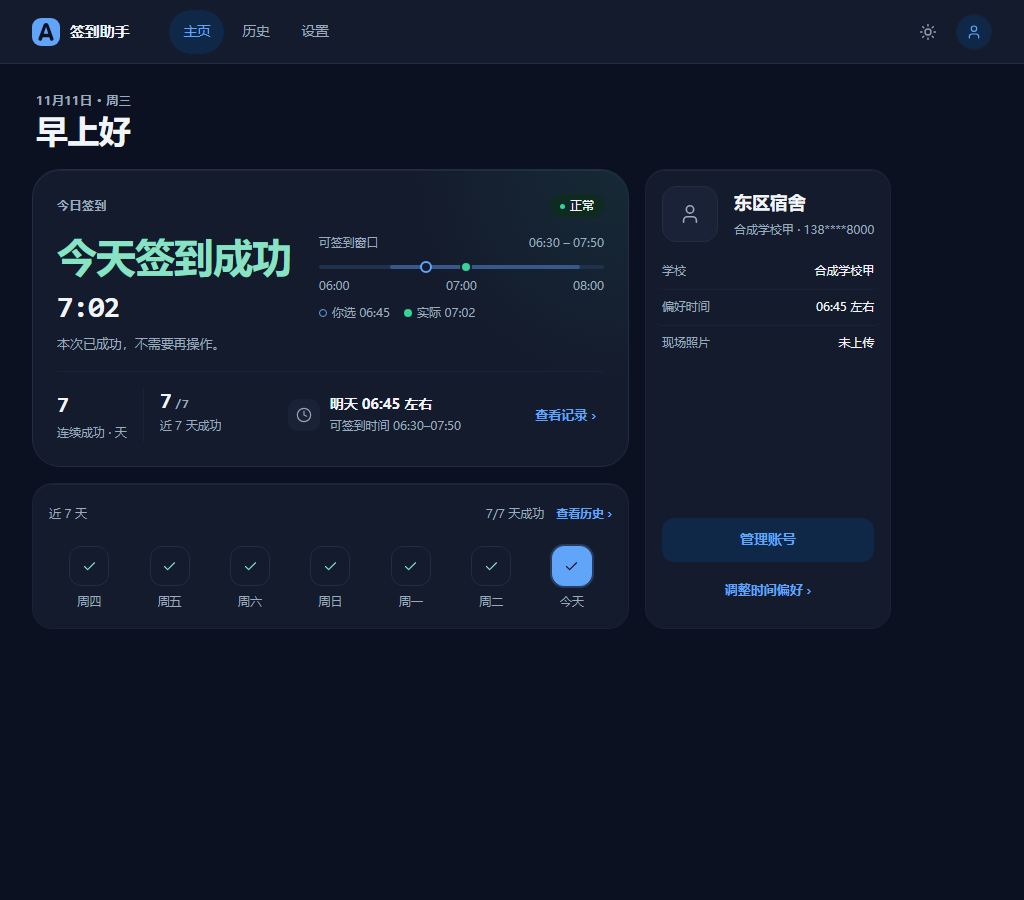 A 签到助手 主页 历史 设置
11月11日 · 周三
早上好
今日签到
正常
今天签到成功
7:02
本次已成功，不需要再操作。
可签到窗口 06:30 – 07:50
06:00 07:00 08:00
你选 06:45 实际 07:02
7
连续成功 · 天
7 /7
近 7 天成功
明天 06:45 左右
可签到时间 06:30–07:50
查看记录 ›
近 7 天 7/7 天成功 查看历史 ›
周四 周五 周六 周日 周一 周二 今天
东区宿舍
合成学校甲 · 138****8000
学校 合成学校甲
偏好时间 06:45 左右
现场照片 未上传
管理账号
调整时间偏好 ›